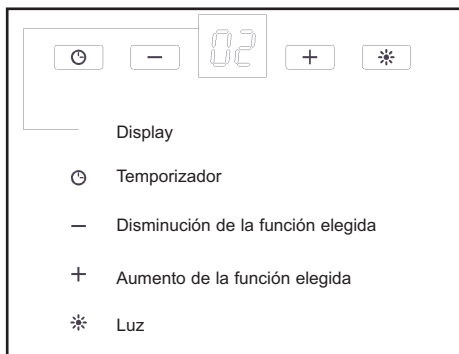 02
Display
Temporizador
Disminución de la función elegida
Aumento de la función elegida
Luz